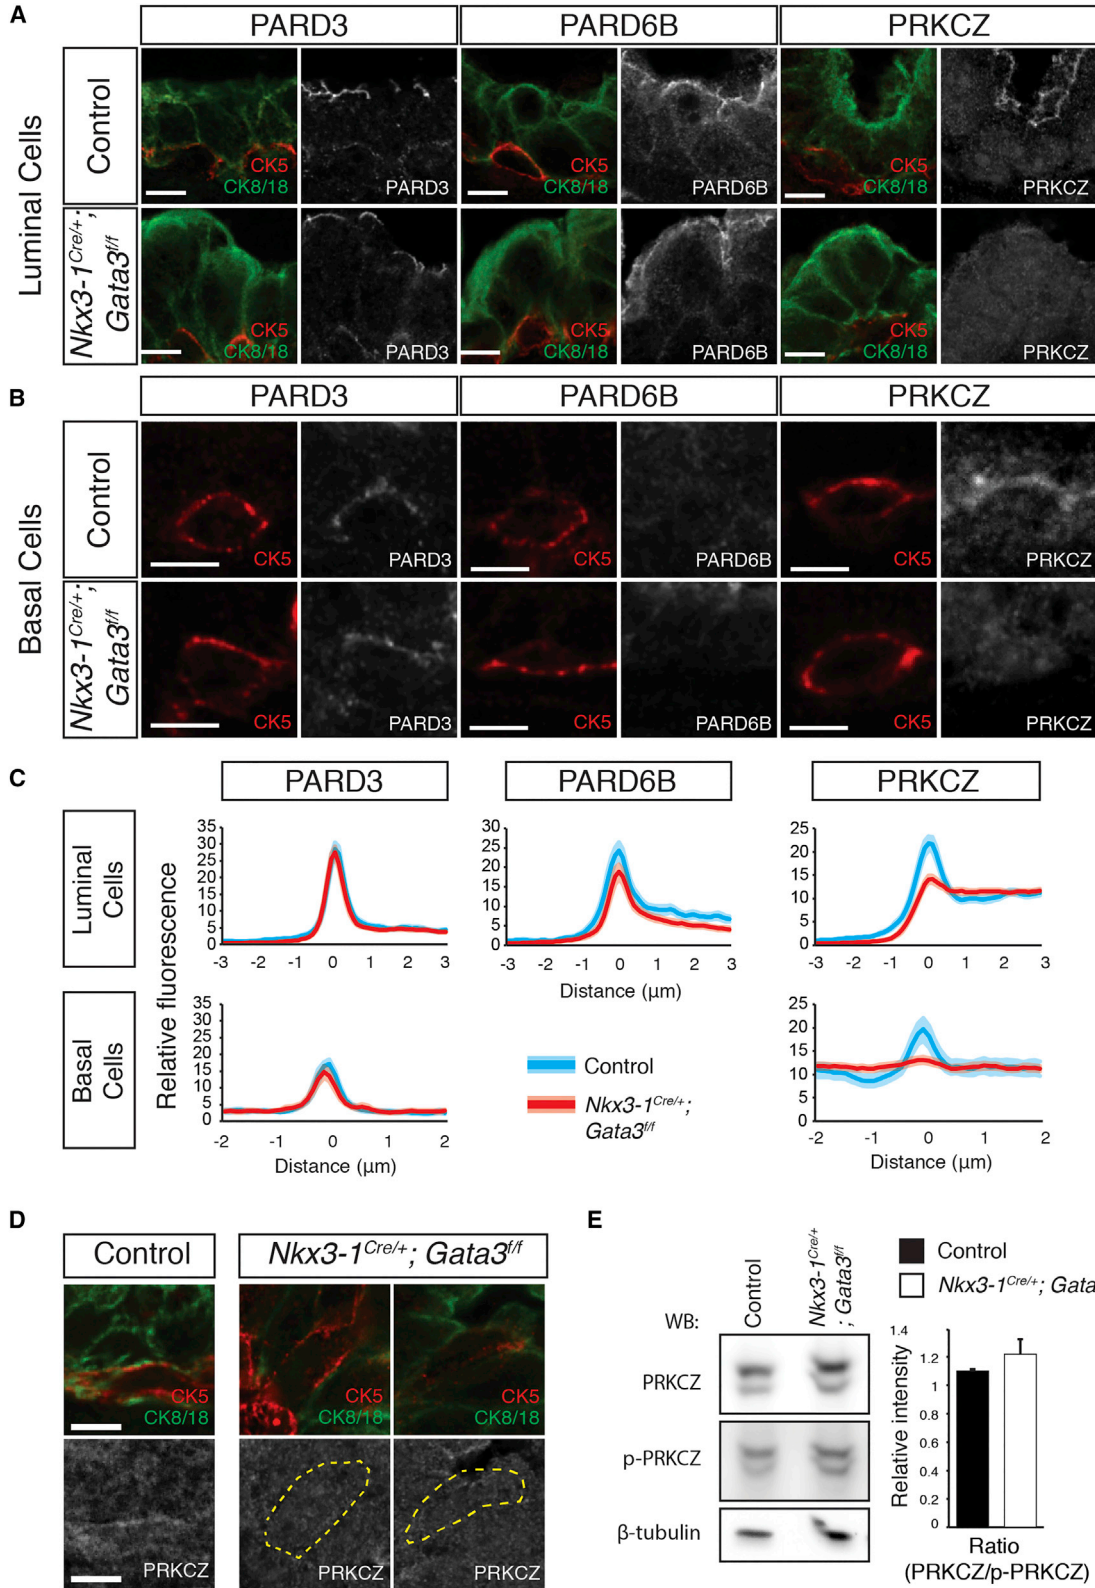 A
PARD3 PARD6B PRKCZ
Luminal Cells
Control
CK5
CK8/18
PARD3
CK5
CK8/18
PARD6B
CK5
CK8/18
PRKCZ
Nkx3-1Cre/+;
Gata3f/f
CK5
CK8/18
PARD3
CK5
CK8/18
PARD6B
CK5
CK8/18
PRKCZ
B
PARD3 PARD6B PRKCZ
Basal Cells
Control
CK5 PARD3 CK5 PARD6B CK5 PRKCZ
Nkx3-1Cre/+;
Gata3f/f
CK5 PARD3 CK5 PARD6B CK5 PRKCZ
C
PARD3 PARD6B PRKCZ
Luminal
Cells
Relative fluorescence
35
30
25
20
15
10
5
0
-3 -2 -1 0 1 2 3
30
25
20
15
10
5
0
-3 -2 -1 0 1 2 3
Distance (µm)
25
20
15
10
5
0
-3 -2 -1 0 1 2 3
Basal
Cells
35
30
25
20
15
10
5
0
-2 -1 0 1 2
Distance (µm)
Control
Nkx3-1Cre/+;
Gata3f/f
25
20
15
10
5
0
-2 -1 0 1 2
Distance (µm)
D
Control Nkx3-1Cre/+; Gata3f/f
CK5
CK8/18
CK5
CK8/18
CK5
CK8/18
PRKCZ PRKCZ PRKCZ
E
WB:
Control
Nkx3-1Cre/+
; Gata3f/f
PRKCZ
p-PRKCZ
β-tubulin
Control
Nkx3-1Cre/+; Gata
Relative intensity
1.4
1.2
1
0.8
0.6
0.4
0.2
0
Ratio
(PRKCZ/p-PRKCZ)